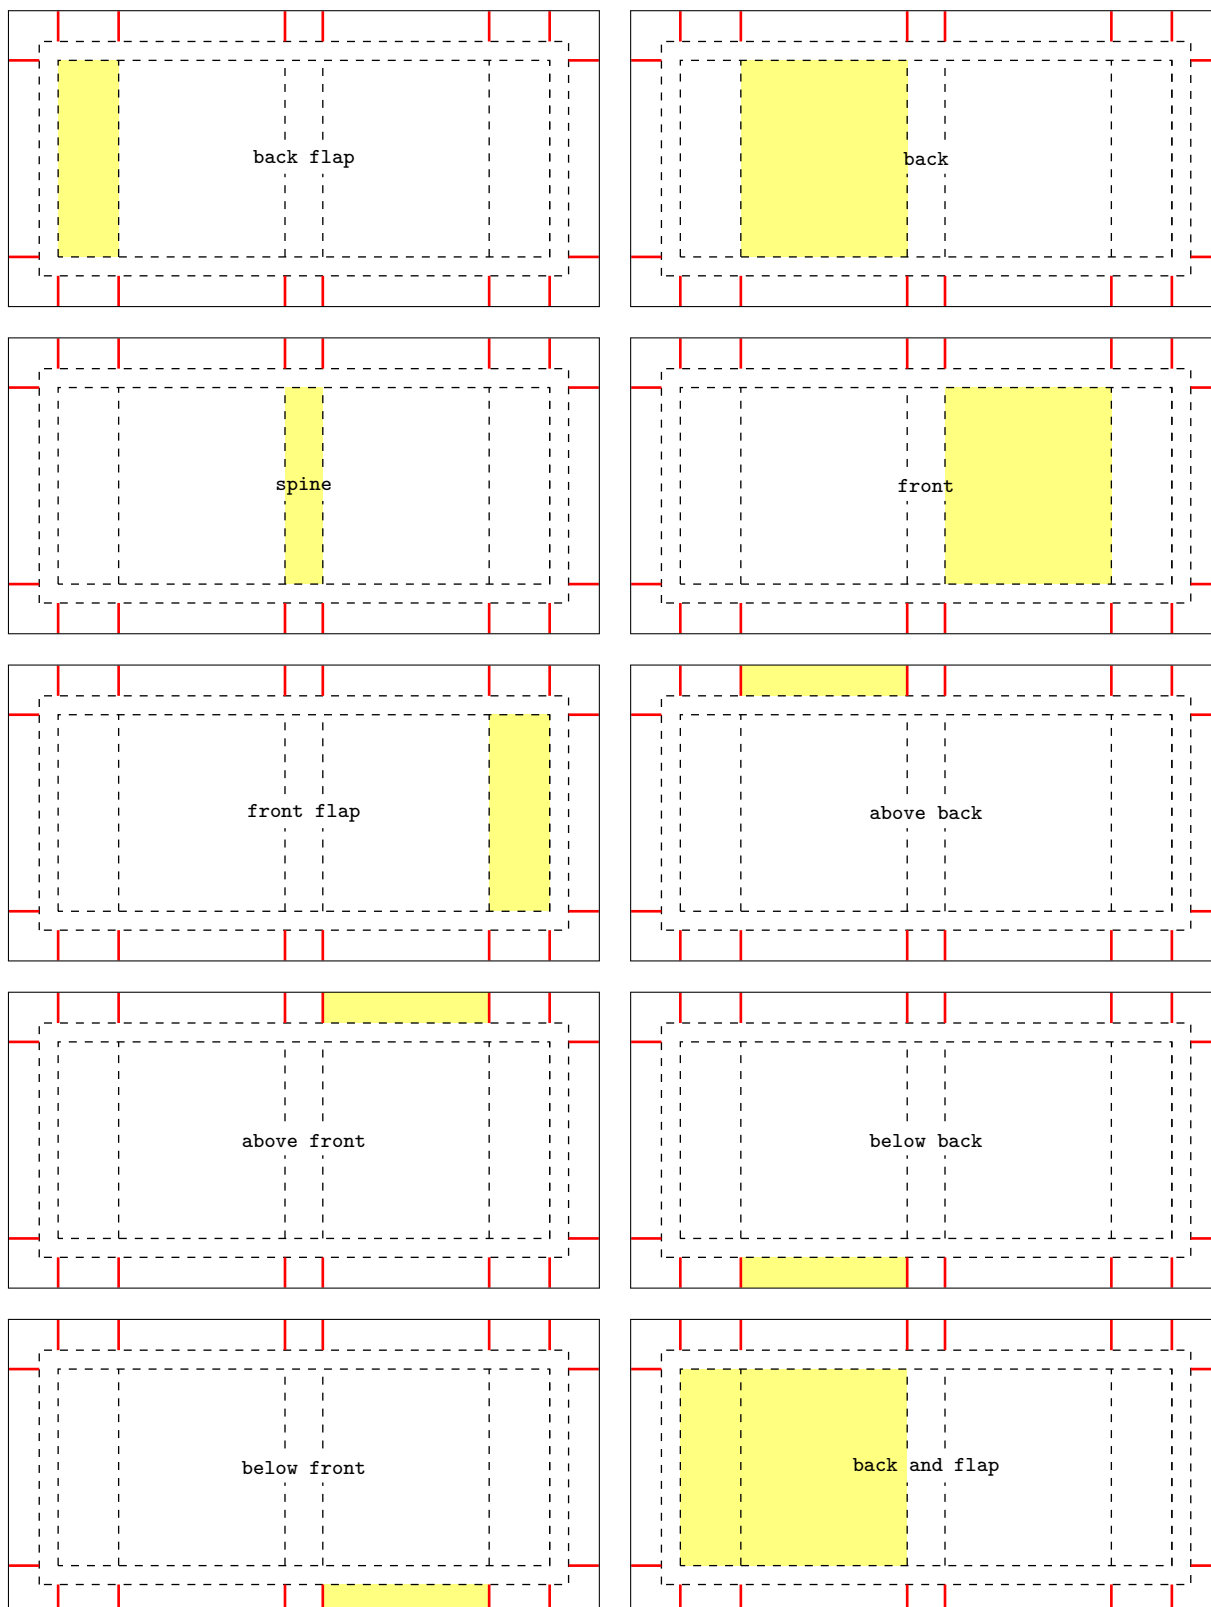 back flap
back
spine
front
front flap
above back
above front
below back
below front
back and flap